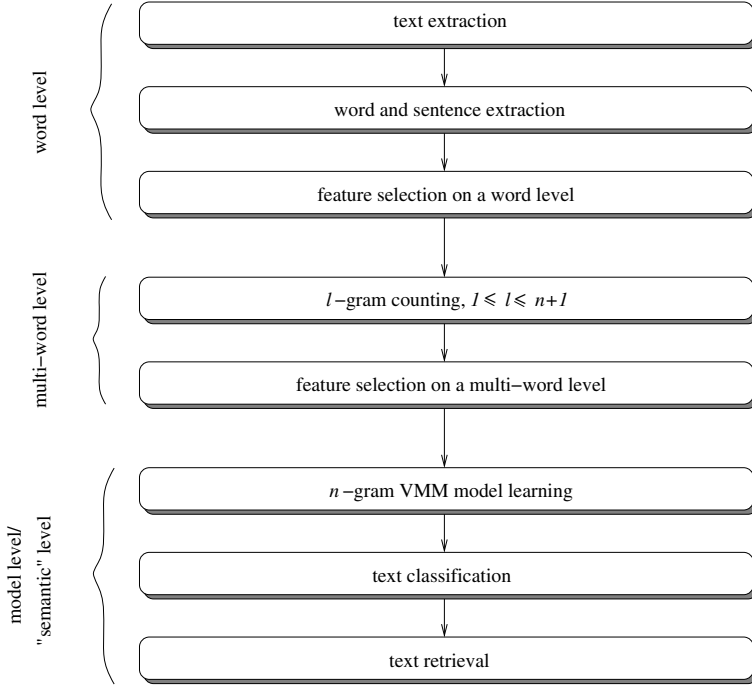 word level
text extraction
word and sentence extraction
feature selection on a word level
multi−word level
l−gram counting, 1 ⩽ l ⩽ n+1
feature selection on a multi−word level
model level/
"semantic" level
n−gram VMM model learning
text classification
text retrieval